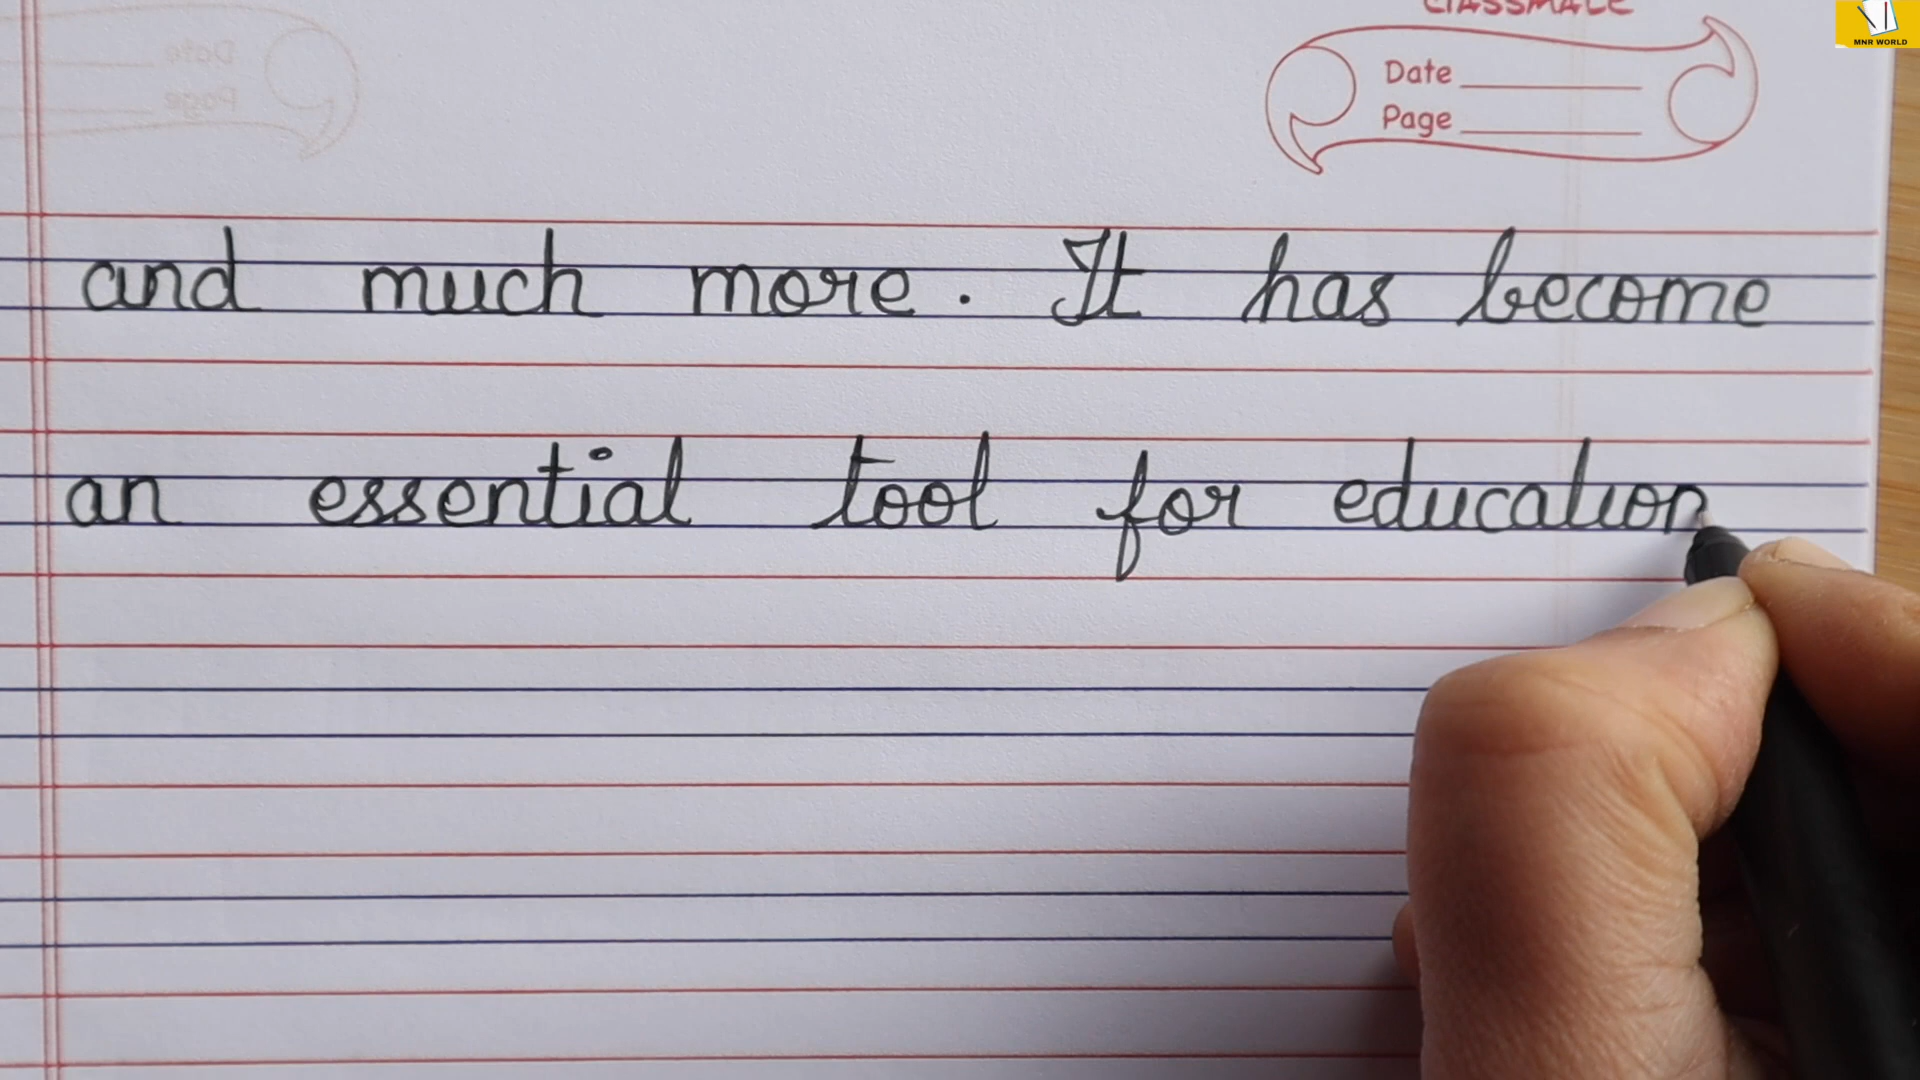 CLASSMATE
Date
Page
and much more. It has become
an essential tool for education
MNR WORLD